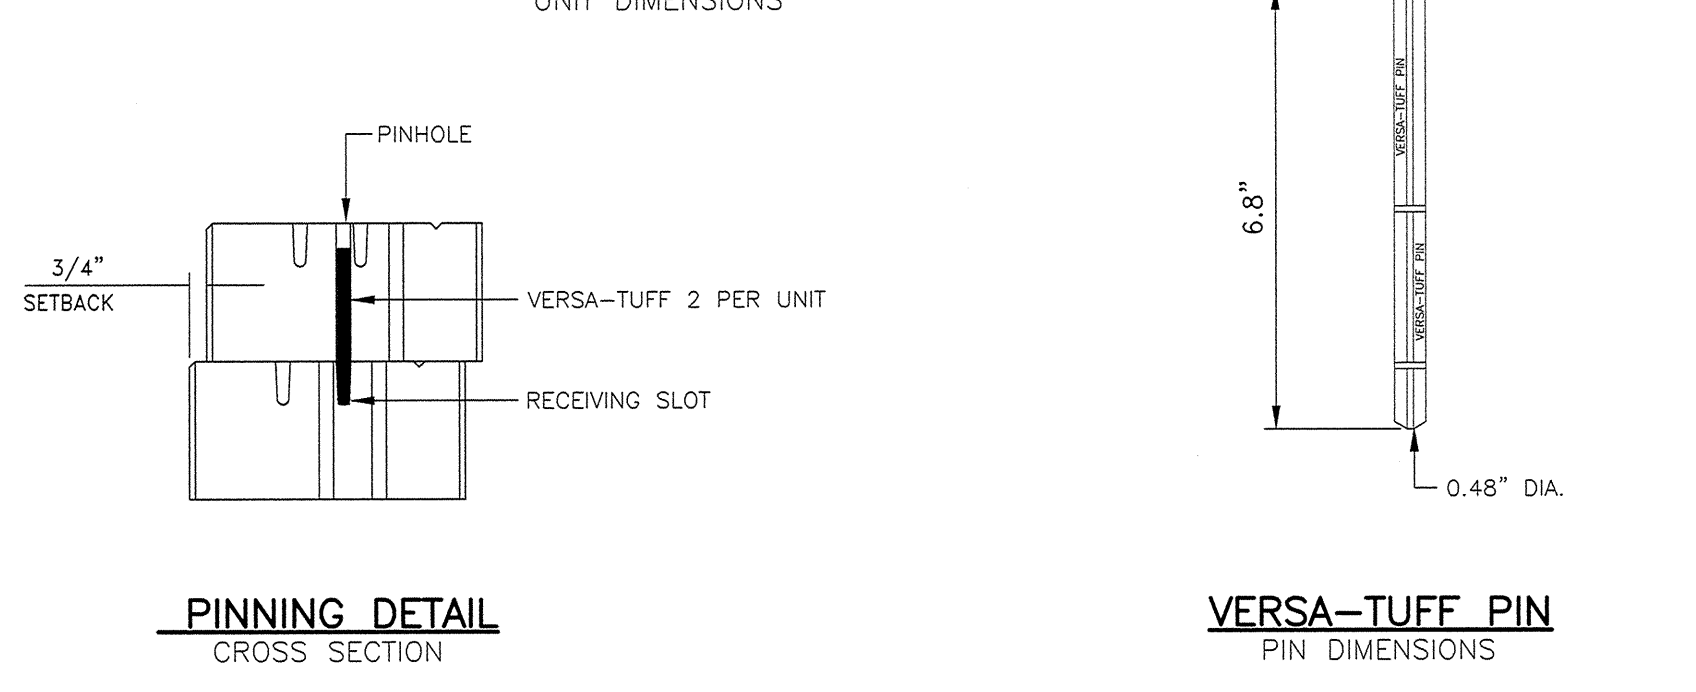 UNIT DIMENSIONS
PINHOLE
3/4"
SETBACK
VERSA-TUFF 2 PER UNIT
RECEIVING SLOT
PINNING DETAIL
CROSS SECTION
VERSA-TUFF PIN
6.8"
VERSA-TUFF PIN
0.48" DIA.
VERSA-TUFF PIN
PIN DIMENSIONS